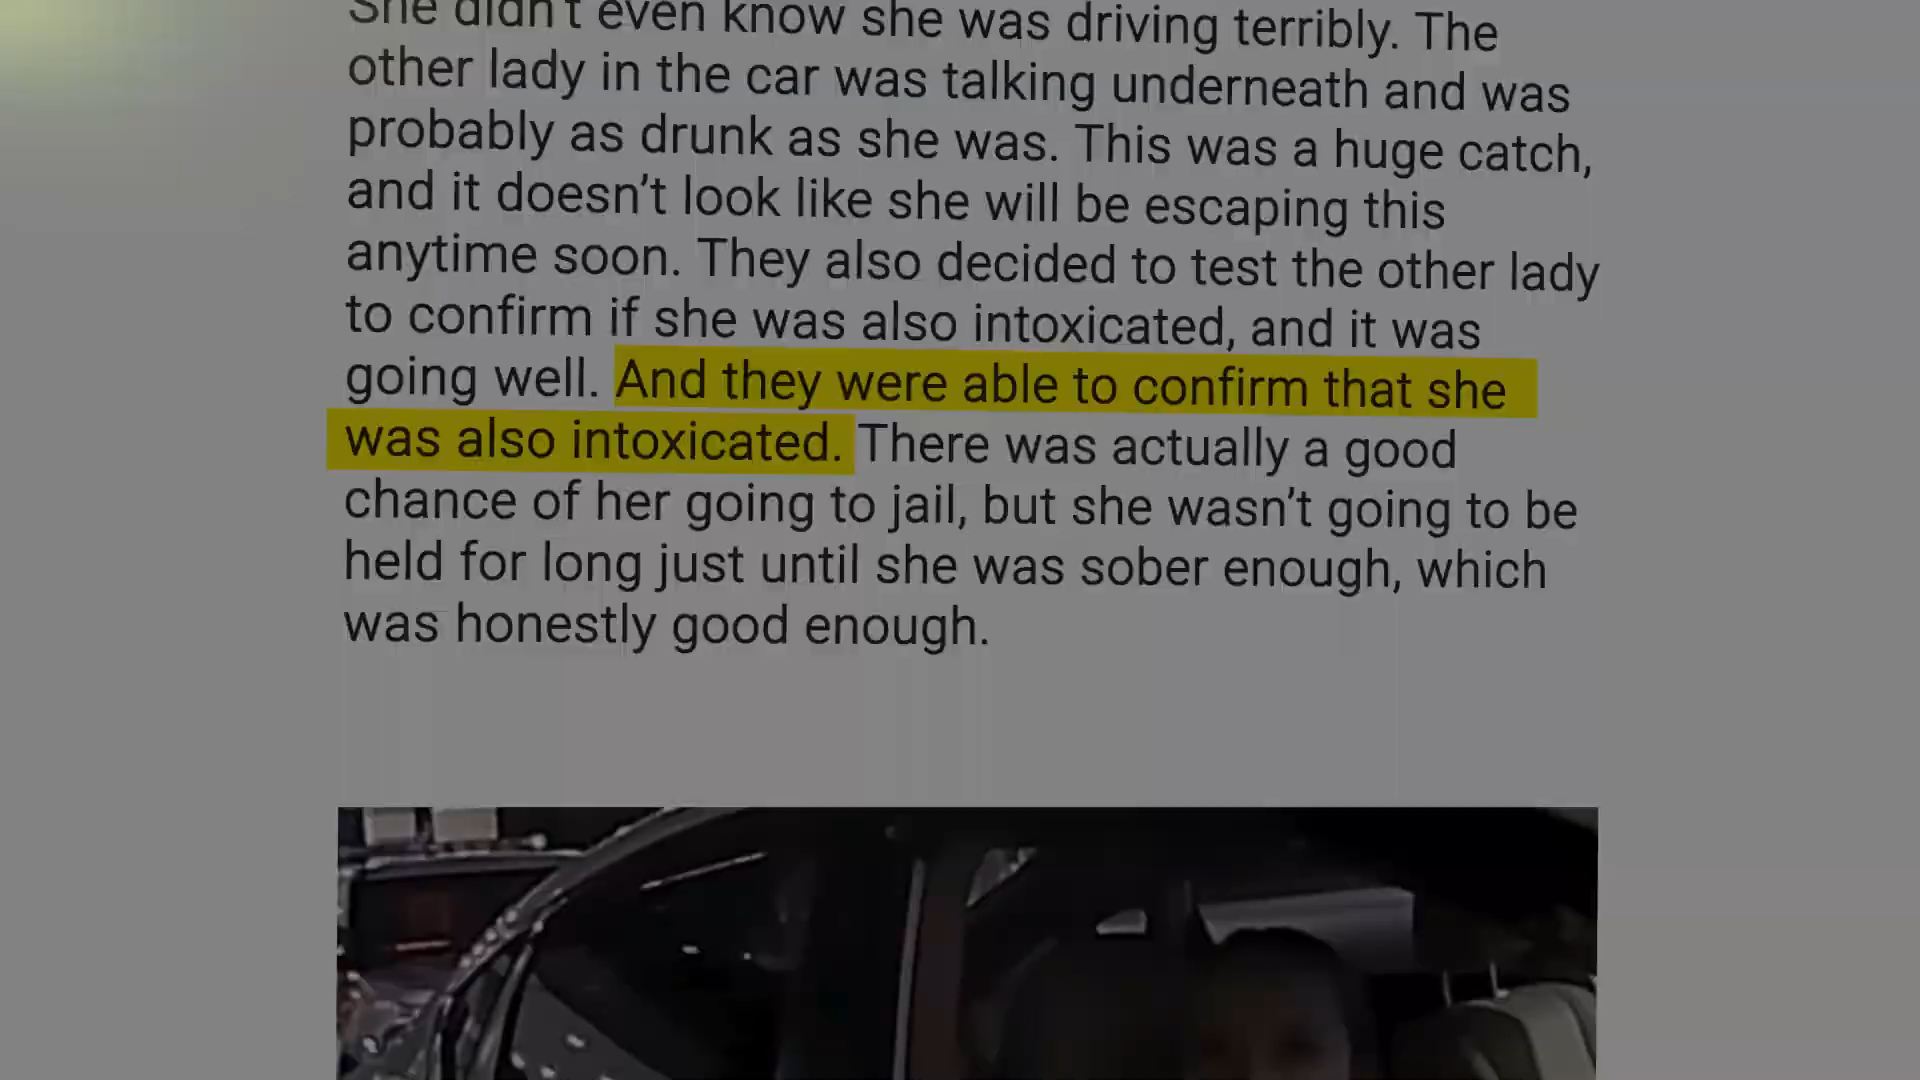 She didn't even know she was driving terribly. The
other lady in the car was talking underneath and was
probably as drunk as she was. This was a huge catch,
and it doesn’t look like she will be escaping this
anytime soon. They also decided to test the other lady
to confirm if she was also intoxicated, and it was
going well. And they were able to confirm that she
was also intoxicated. There was actually a good
chance of her going to jail, but she wasn’t going to be
held for long just until she was sober enough, which
was honestly good enough.